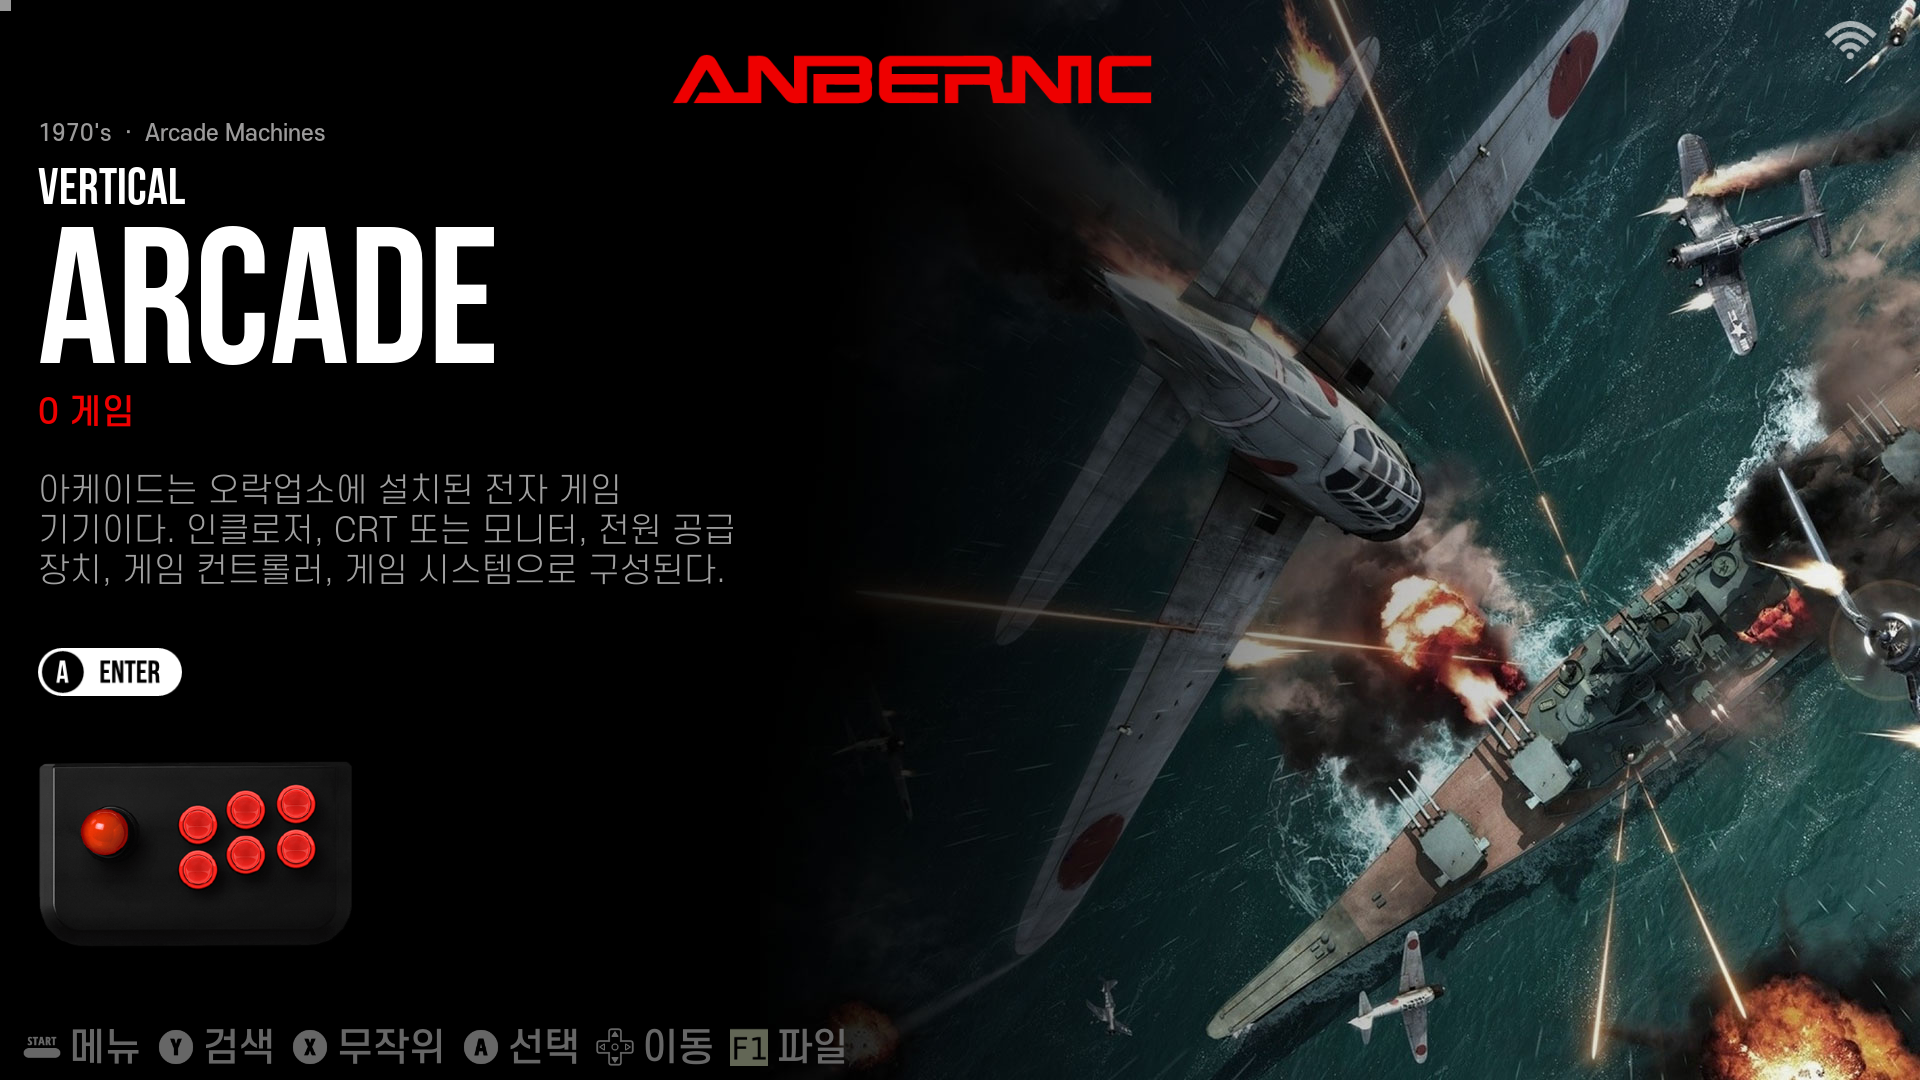 ANBERNIC
1970's · Arcade Machines
VERTICAL
ARCADE
0 게임
아케이드는 오락업소에 설치된 전자 게임
기기이다. 인클로저, CRT 또는 모니터, 전원 공급
장치, 게임 컨트롤러, 게임 시스템으로 구성된다.
A ENTER
START 메뉴 Y 검색 X 무작위 A 선택 이동 F1 파일